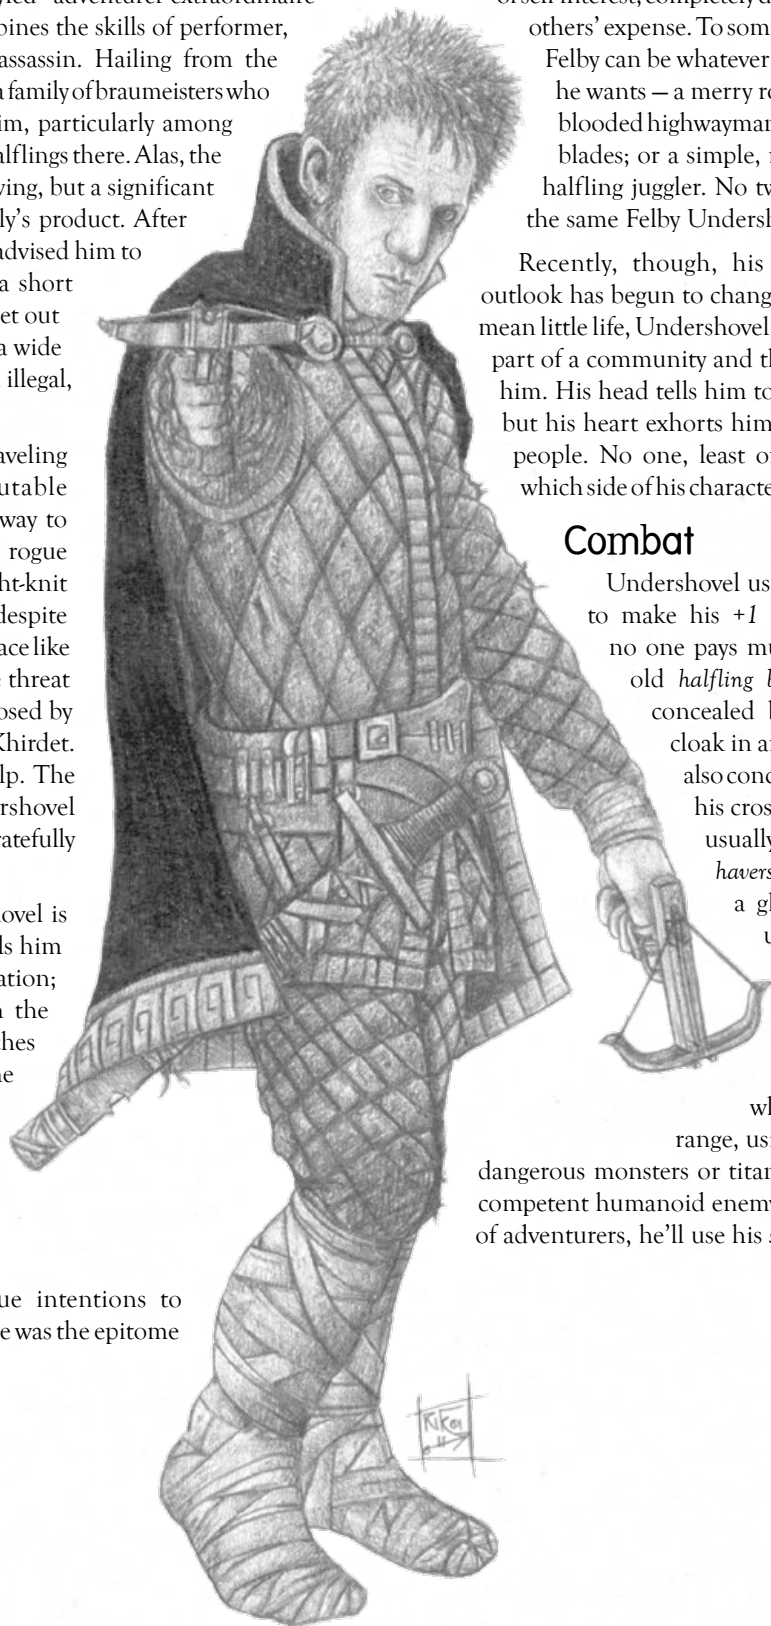 adventurer extraordinaire
bines the skills of performer,
assassin. Hailing from the
a family of braumeisters who
im, particularly among
alflings there. Alas, the
ving, but a significant
ly's product. After
advised him to
a short
et out
a wide
illegal,
aveling
utable
way to
rogue
ht-knit
despite
ace like
threat
osed by
Khirdet.
lp. The
ershovel
ratefully
ovel is
ls him
ation;
the
hes
ne
ue intentions to
e was the epitome
of self interest, completely d
others' expense. To som
Felby can be whatever
he wants — a merry ro
blooded highwayman
blades; or a simple, r
halfling juggler. No tw
the same Felby Undersh
Recently, though, his
outlook has begun to chang
mean little life, Undershovel
part of a community and th
him. His head tells him to
but his heart exhorts him
people. No one, least o
which side of his characte
Combat
Undershovel us
to make his +1
no one pays mu
old halfling b
concealed b
cloak in a
also conc
his cros
usually
havers
a gl
u
wh
range, usi
dangerous monsters or titan
competent humanoid enemy
of adventurers, he'll use his s